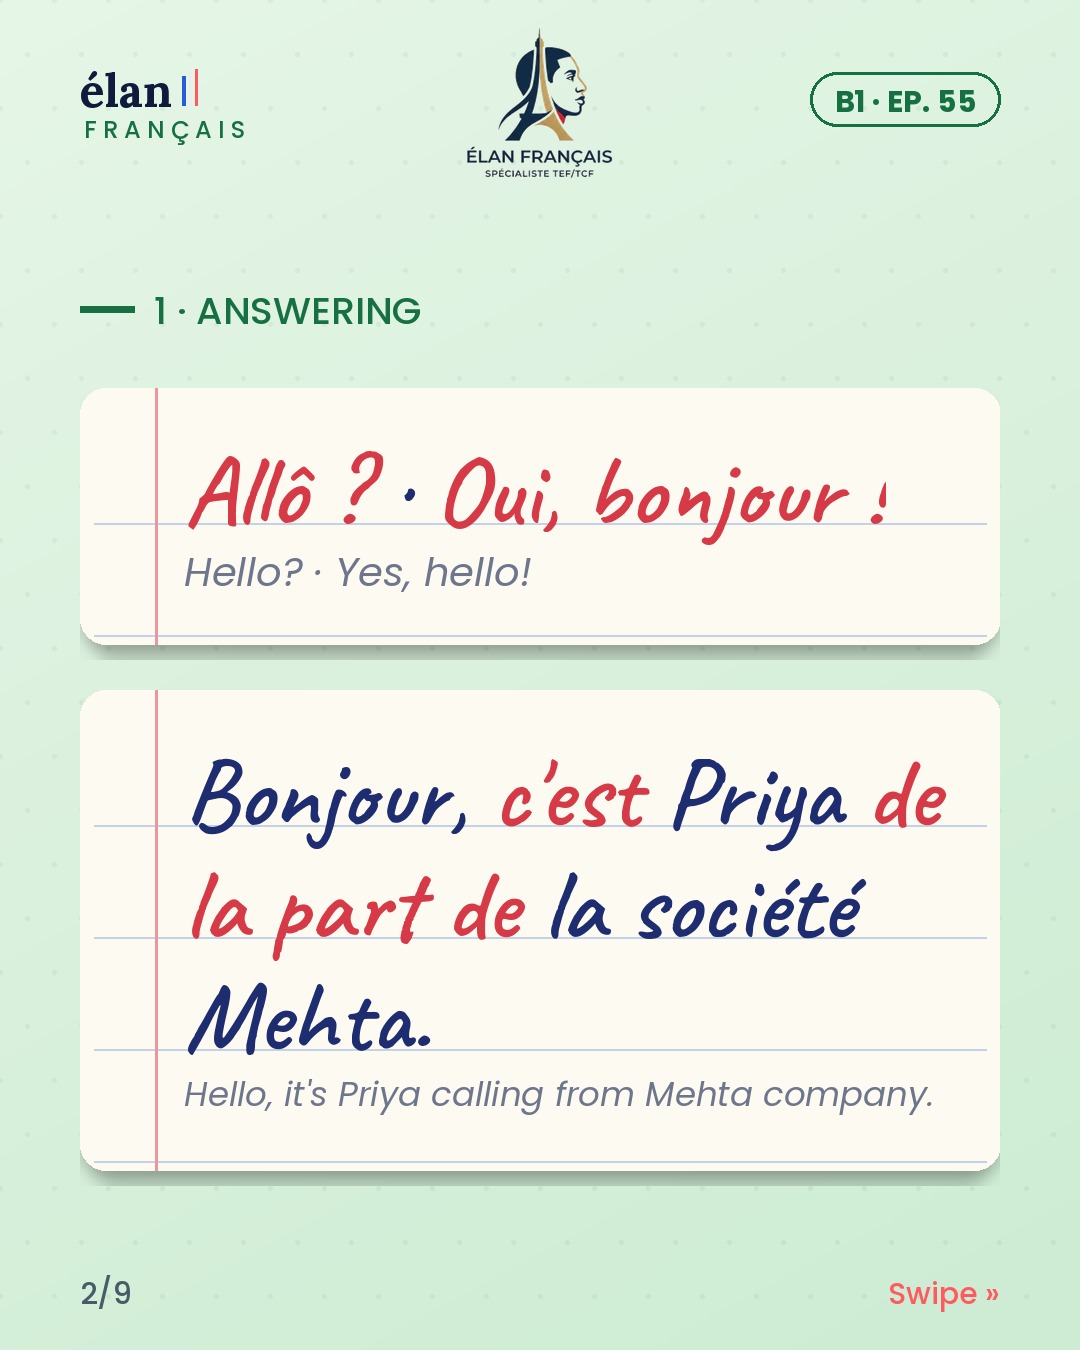 élan
FRANÇAIS
ÉLAN FRANÇAIS
SPÉCIALISTE TEF/TCF
B1 · EP. 55
1 · ANSWERING
Allô ? · Oui, bonjour !
Hello? · Yes, hello!
Bonjour, c'est Priya de
la part de la société
Mehta.
Hello, it's Priya calling from Mehta company.
2/9
Swipe »